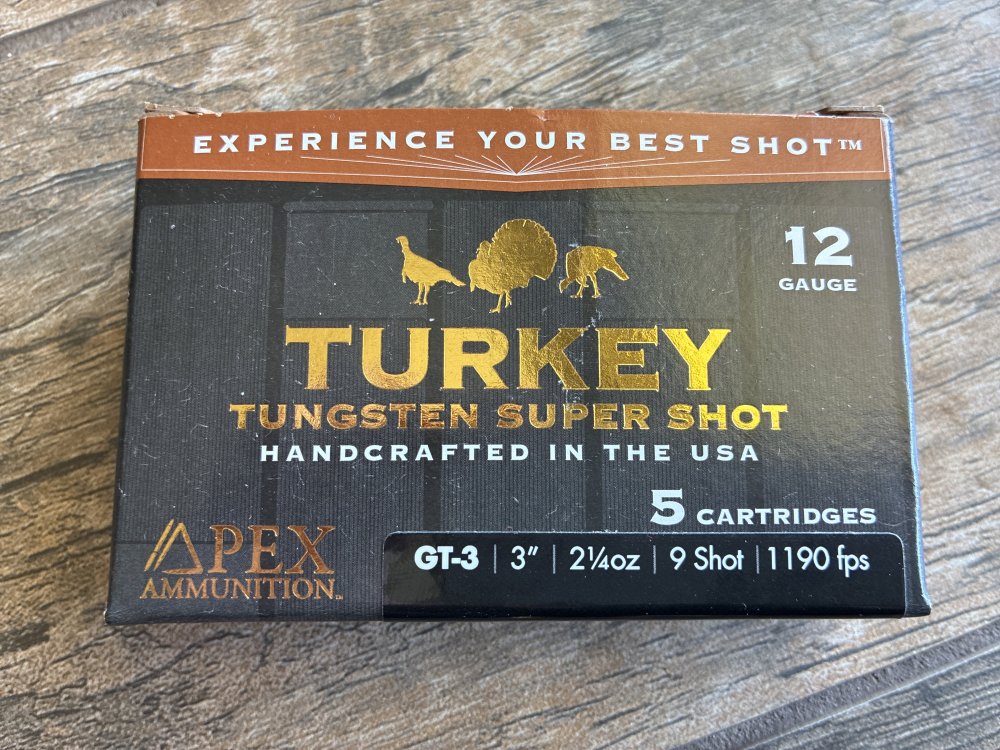 EXPERIENCE YOUR BEST SHOT™
12
GAUGE
TURKEY
TUNGSTEN SUPER SHOT
HANDCRAFTED IN THE USA
5 CARTRIDGES
APEX
AMMUNITION™
GT-3 | 3” | 2¼oz | 9 Shot | 1190 fps